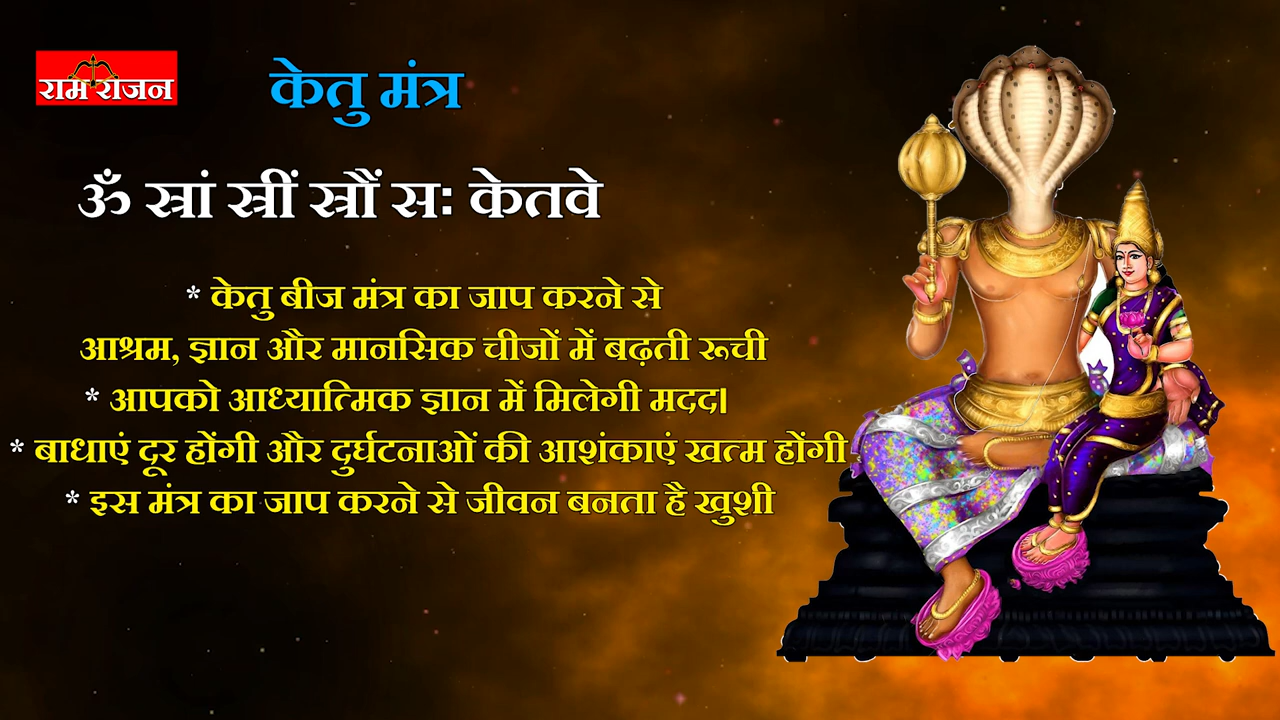 राम रोजन
केतु मंत्र
ॐ स्रां स्रीं स्रौं सः केतवे
* केतु बीज मंत्र का जाप करने से
आश्रम, ज्ञान और मानसिक चीजों में बढ़ती रूची
* आपको आध्यात्मिक ज्ञान में मिलेगी मदद।
* बाधाएं दूर होंगी और दुर्घटनाओं की आशंकाएं खत्म होंगी
* इस मंत्र का जाप करने से जीवन बनता है खुशी